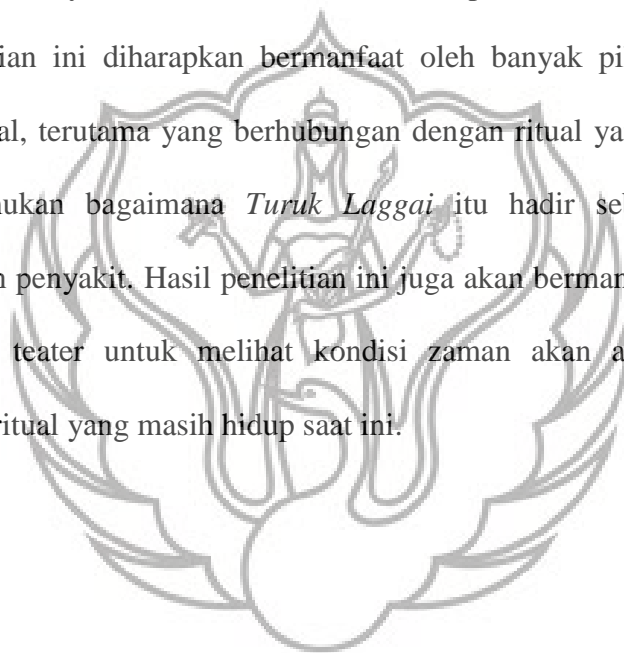 ian ini diharapkan bermanfaat oleh banyak pi
al, terutama yang berhubungan dengan ritual ya
ukan bagaimana Turuk Laggai itu hadir se
n penyakit. Hasil penelitian ini juga akan berman
teater untuk melihat kondisi zaman akan a
ritual yang masih hidup saat ini.